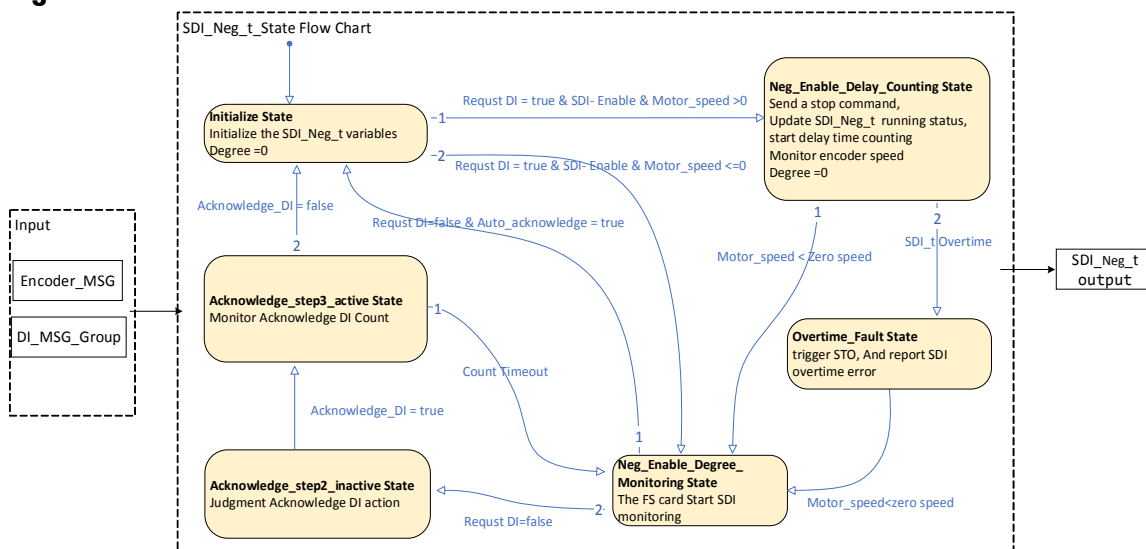 SDI_Neg_t_State Flow Chart
Input
Encoder_MSG
DI_MSG_Group
Initialize State
Initialize the SDI_Neg_t variables
Degree =0
1
Requst DI = true & SDI- Enable & Motor_speed >0
2
Requst DI = true & SDI- Enable & Motor_speed <=0
Neg_Enable_Delay_Counting State
Send a stop command,
Update SDI_Neg_t running status,
start delay time counting
Monitor encoder speed
Degree =0
Acknowledge_DI = false
2
Requst DI=false & Auto_acknowledge = true
1
Motor_speed < Zero speed
2
SDI_t Overtime
SDI_Neg_t
output
Acknowledge_step3_active State
Monitor Acknowledge DI Count
1
Count Timeout
Overtime_Fault State
trigger STO, And report SDI
overtime error
Acknowledge_DI = true
1
Acknowledge_step2_inactive State
Judgment Acknowledge DI action
Neg_Enable_Degree_
Monitoring State
The FS card Start SDI
monitoring
2
Requst DI=false
Motor_speed<zero speed